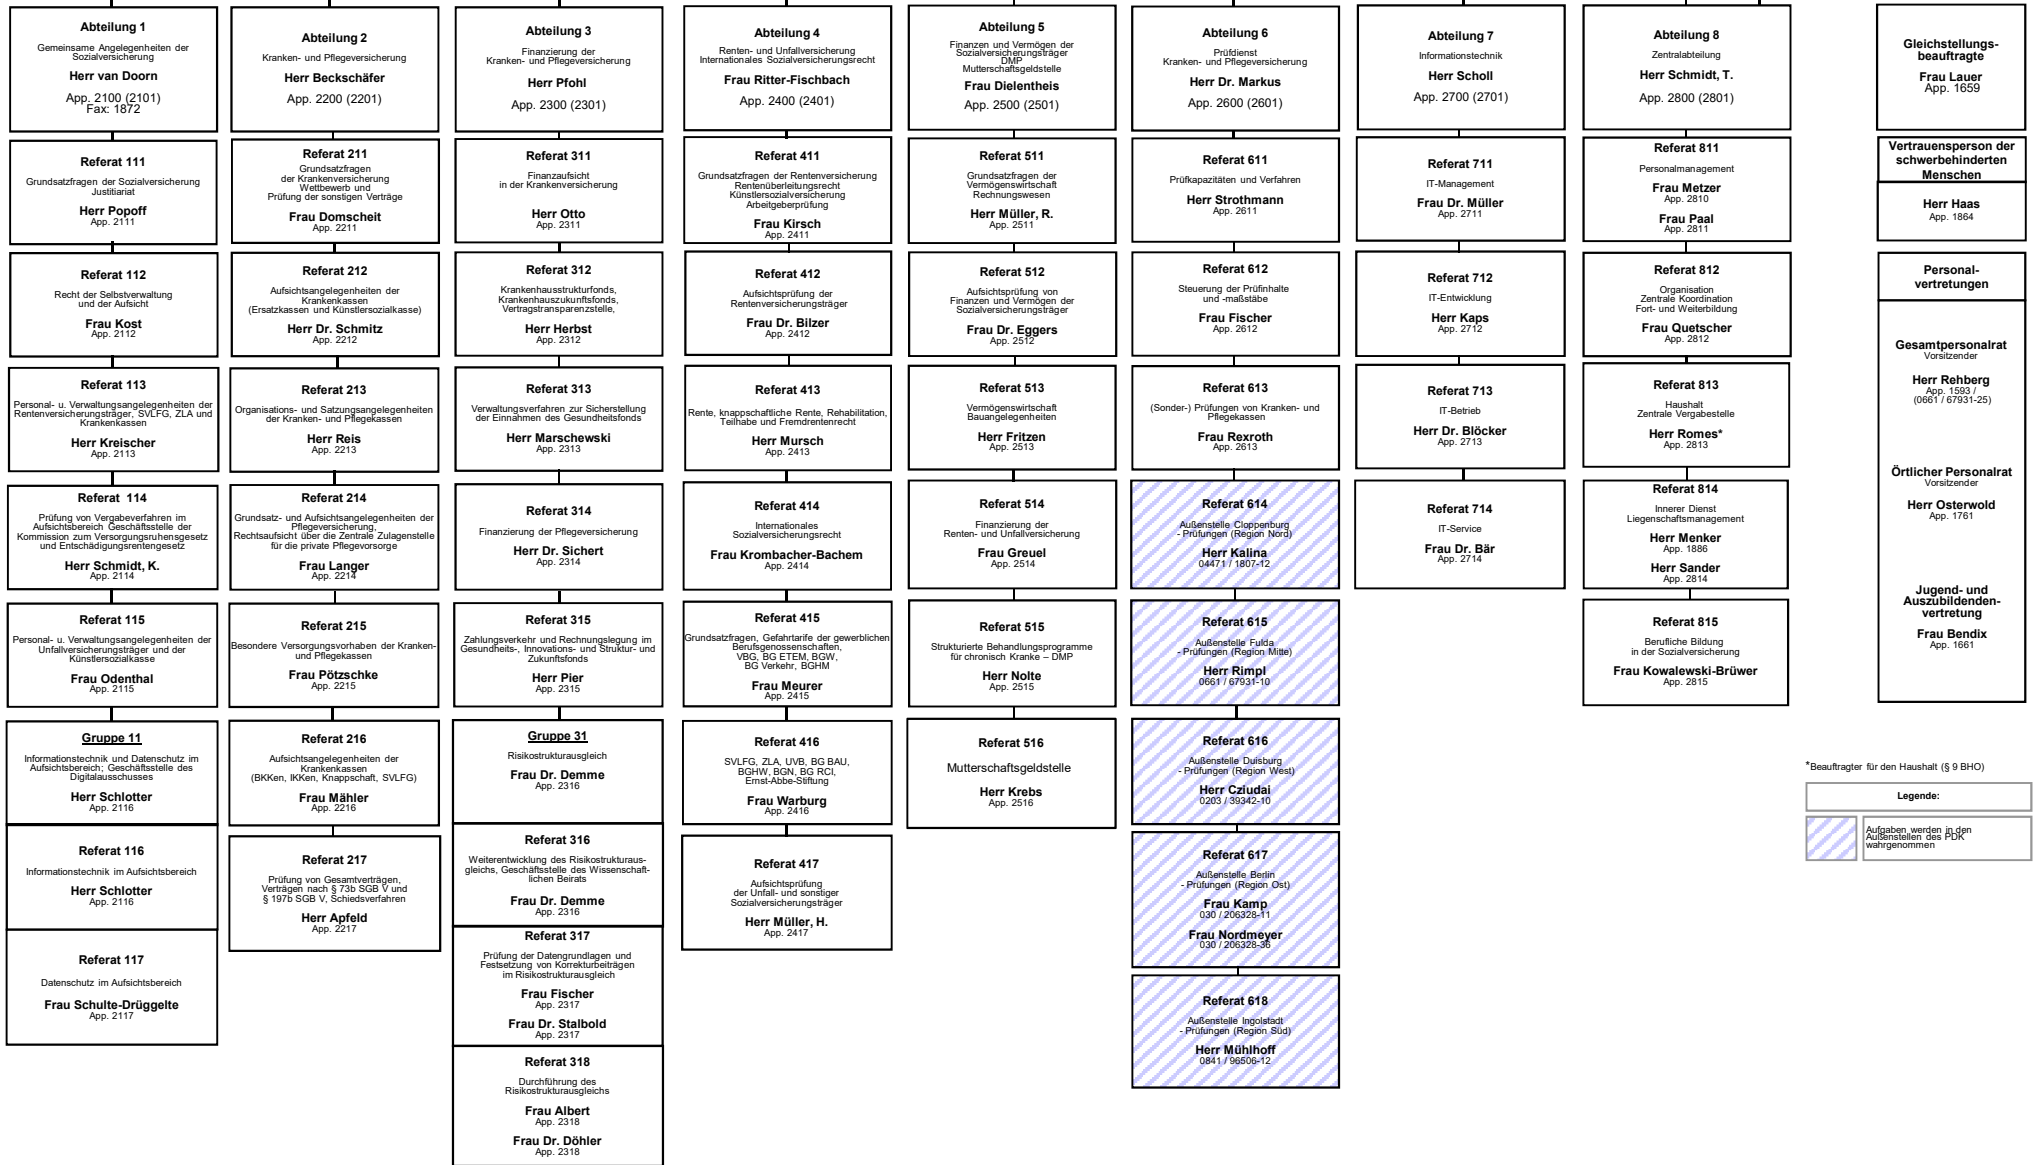 Abteilung 1
Gemeinsame Angelegenheiten der
Sozialversicherung
Herr van Doorn
App. 2100 (2101)
Fax: 1872
Referat 111
Grundsatzfragen der Sozialversicherung
Justitiariat
Herr Popoff
App. 2111
Referat 112
Recht der Selbstverwaltung
und der Aufsicht
Frau Kost
App. 2112
Referat 113
Personal- u. Verwaltungsangelegenheiten der
Rentenversicherungsträger, SVLFG, ZLA und
Krankenkassen
Herr Kreischer
App. 2113
Referat 114
Prüfung von Vergabeverfahren im
Aufsichtsbereich Geschäftsstelle der
Kommission zum Versorgungsruhensgesetz
und Entschädigungsrentengesetz
Herr Schmidt, K.
App. 2114
Referat 115
Personal- u. Verwaltungsangelegenheiten der
Unfallversicherungsträger und der
Künstlersozialkasse
Frau Odenthal
App. 2115
Gruppe 11
Informationstechnik und Datenschutz im
Aufsichtsbereich; Geschäftsstelle des
Digitalausschusses
Herr Schlotter
App. 2116
Referat 116
Informationstechnik im Aufsichtsbereich
Herr Schlotter
App. 2116
Referat 117
Datenschutz im Aufsichtsbereich
Frau Schulte-Drüggelte
App. 2117
Abteilung 2
Kranken- und Pflegeversicherung
Herr Beckschäfer
App. 2200 (2201)
Referat 211
Grundsatzfragen
der Krankenversicherung
Wettbewerb und
Prüfung der sonstigen Verträge
Frau Domscheit
App. 2211
Referat 212
Aufsichtsangelegenheiten der
Krankenkassen
(Ersatzkassen und Künstlersozialkasse)
Herr Dr. Schmitz
App. 2212
Referat 213
Organisations- und Satzungsangelegenheiten
der Kranken- und Pflegekassen
Herr Reis
App. 2213
Referat 214
Grundsatz- und Aufsichtsangelegenheiten der
Pflegeversicherung,
Rechtsaufsicht über die Zentrale Zulagenstelle
für die private Pflegevorsorge
Frau Langer
App. 2214
Referat 215
Besondere Versorgungsvorhaben der Kranken-
und Pflegekassen
Frau Pötzschke
App. 2215
Referat 216
Aufsichtsangelegenheiten der
Krankenkassen
(BKKen, IKKen, Knappschaft, SVLFG)
Frau Mähler
App. 2216
Referat 217
Prüfung von Gesamtverträgen,
Verträgen nach § 73b SGB V und
§ 197b SGB V, Schiedsverfahren
Herr Apfeld
App. 2217
Abteilung 3
Finanzierung der
Kranken- und Pflegeversicherung
Herr Pfohl
App. 2300 (2301)
Referat 311
Finanzaufsicht
in der Krankenversicherung
Herr Otto
App. 2311
Referat 312
Krankenhausstrukturfonds,
Krankenhauszukunftsfonds,
Vertragstransparenzstelle,
Herr Herbst
App. 2312
Referat 313
Verwaltungsverfahren zur Sicherstellung
der Einnahmen des Gesundheitsfonds
Herr Marschewski
App. 2313
Referat 314
Finanzierung der Pflegeversicherung
Herr Dr. Sichert
App. 2314
Referat 315
Zahlungsverkehr und Rechnungslegung im
Gesundheits-, Innovations- und Struktur- und
Zukunftsfonds
Herr Pier
App. 2315
Gruppe 31
Risikostrukturausgleich
Frau Dr. Demme
App. 2316
Referat 316
Weiterentwicklung des Risikostrukturaus-
gleichs, Geschäftsstelle des Wissenschaft-
lichen Beirats
Frau Dr. Demme
App. 2316
Referat 317
Prüfung der Datengrundlagen und
Festsetzung von Korrekturbeiträgen
im Risikostrukturausgleich
Frau Fischer
App. 2317
Frau Dr. Stalbold
App. 2317
Referat 318
Durchführung des
Risikostrukturausgleichs
Frau Albert
App. 2318
Frau Dr. Döhler
App. 2318
Abteilung 4
Renten- und Unfallversicherung
Internationales Sozialversicherungsrecht
Frau Ritter-Fischbach
App. 2400 (2401)
Referat 411
Grundsatzfragen der Rentenversicherung
Rentenüberleitungsrecht
Künstlersozialversicherung
Arbeitgeberprüfung
Frau Kirsch
App. 2411
Referat 412
Aufsichtsprüfung der
Rentenversicherungsträger
Frau Dr. Bilzer
App. 2412
Referat 413
Rente, knappschaftliche Rente, Rehabilitation,
Teilhabe und Fremdrentenrecht
Herr Mursch
App. 2413
Referat 414
Internationales
Sozialversicherungsrecht
Frau Krombacher-Bachem
App. 2414
Referat 415
Grundsatzfragen, Gefahrtarife der gewerblichen
Berufsgenossenschaften,
VBG, BG ETEM, BGW,
BG Verkehr, BGHM
Frau Meurer
App. 2415
Referat 416
SVLFG, ZLA, UVB, BG BAU,
BGHW, BGN, BG RCI,
Ernst-Abbe-Stiftung
Frau Warburg
App. 2416
Referat 417
Aufsichtsprüfung
der Unfall- und sonstiger
Sozialversicherungsträger
Herr Müller, H.
App. 2417
Abteilung 5
Finanzen und Vermögen der
Sozialversicherungsträger
DMP
Mutterschaftsgeldstelle
Frau Dielentheis
App. 2500 (2501)
Referat 511
Grundsatzfragen der
Vermögenswirtschaft
Rechnungswesen
Herr Müller, R.
App. 2511
Referat 512
Aufsichtsprüfung von
Finanzen und Vermögen der
Sozialversicherungsträger
Frau Dr. Eggers
App. 2512
Referat 513
Vermögenswirtschaft
Bauangelegenheiten
Herr Fritzen
App. 2513
Referat 514
Finanzierung der
Renten- und Unfallversicherung
Frau Greuel
App. 2514
Referat 515
Strukturierte Behandlungsprogramme
für chronisch Kranke – DMP
Herr Nolte
App. 2515
Referat 516
Mutterschaftsgeldstelle
Herr Krebs
App. 2516
Abteilung 6
Prüfdienst
Kranken- und Pflegeversicherung
Herr Dr. Markus
App. 2600 (2601)
Referat 611
Prüfkapazitäten und Verfahren
Herr Strothmann
App. 2611
Referat 612
Steuerung der Prüfinhalte
und -maßstäbe
Frau Fischer
App. 2612
Referat 613
(Sonder-) Prüfungen von Kranken- und
Pflegekassen
Frau Rexroth
App. 2613
Referat 614
Außenstelle Cloppenburg
- Prüfungen (Region Nord)
Herr Kalina
04471 / 1807-12
Referat 615
Außenstelle Fulda
- Prüfungen (Region Mitte)
Herr Rimpl
0661 / 67931-10
Referat 616
Außenstelle Duisburg
- Prüfungen (Region West)
Herr Cziudai
0203 / 39342-10
Referat 617
Außenstelle Berlin
- Prüfungen (Region Ost)
Frau Kamp
030 / 206328-11
Frau Nordmeyer
030 / 206328-36
Referat 618
Außenstelle Ingolstadt
- Prüfungen (Region Süd)
Herr Mühlhoff
0841 / 96506-12
Abteilung 7
Informationstechnik
Herr Scholl
App. 2700 (2701)
Referat 711
IT-Management
Frau Dr. Müller
App. 2711
Referat 712
IT-Entwicklung
Herr Kaps
App. 2712
Referat 713
IT-Betrieb
Herr Dr. Blöcker
App. 2713
Referat 714
IT-Service
Frau Dr. Bär
App. 2714
Abteilung 8
Zentralabteilung
Herr Schmidt, T.
App. 2800 (2801)
Referat 811
Personalmanagement
Frau Metzer
App. 2810
Frau Paal
App. 2811
Referat 812
Organisation
Zentrale Koordination
Fort- und Weiterbildung
Frau Quetscher
App. 2812
Referat 813
Haushalt
Zentrale Vergabestelle
Herr Romes*
App. 2813
Referat 814
Innerer Dienst
Liegenschaftsmanagement
Herr Menker
App. 1886
Herr Sander
App. 2814
Referat 815
Berufliche Bildung
in der Sozialversicherung
Frau Kowalewski-Brüwer
App. 2815
Gleichstellungs-
beauftragte
Frau Lauer
App. 1659
Vertrauensperson der
schwerbehinderten
Menschen
Herr Haas
App. 1864
Personal-
vertretungen
Gesamtpersonalrat
Vorsitzender
Herr Rehberg
App. 1593 /
(0661 / 67931-25)
Örtlicher Personalrat
Vorsitzender
Herr Osterwold
App. 1761
Jugend- und
Auszubildenden-
vertretung
Frau Bendix
App. 1661
*Beauftragter für den Haushalt (§ 9 BHO)
Legende:
Aufgaben werden in den
Außenstellen des PDK
wahrgenommen